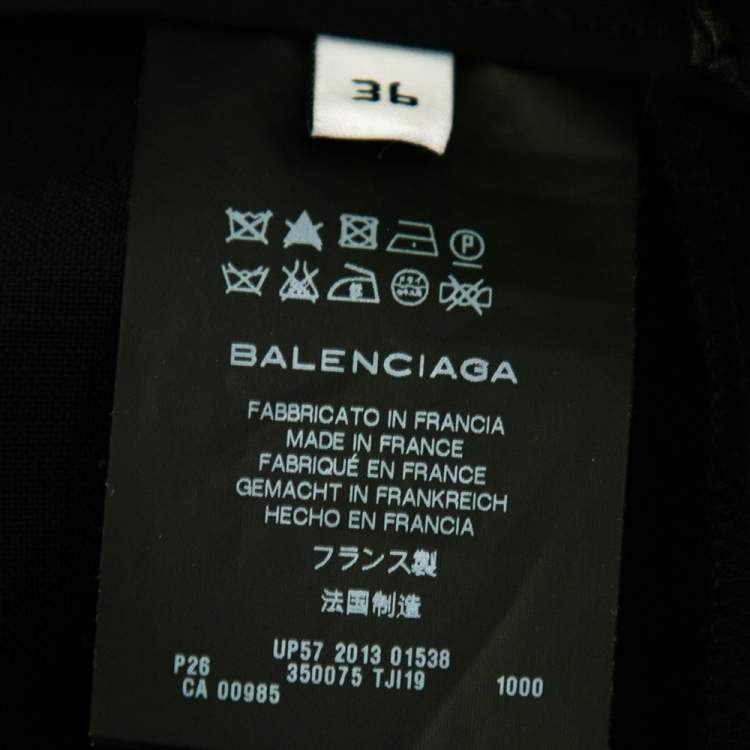 36
P
BALENCIAGA
FABBRICATO IN FRANCIA
MADE IN FRANCE
FABRIQUÉ EN FRANCE
GEMACHT IN FRANKREICH
HECHO EN FRANCIA
フランス製
法国制造
UP57 2013 01538
P26 350075 TJI19 1000
CA 00985